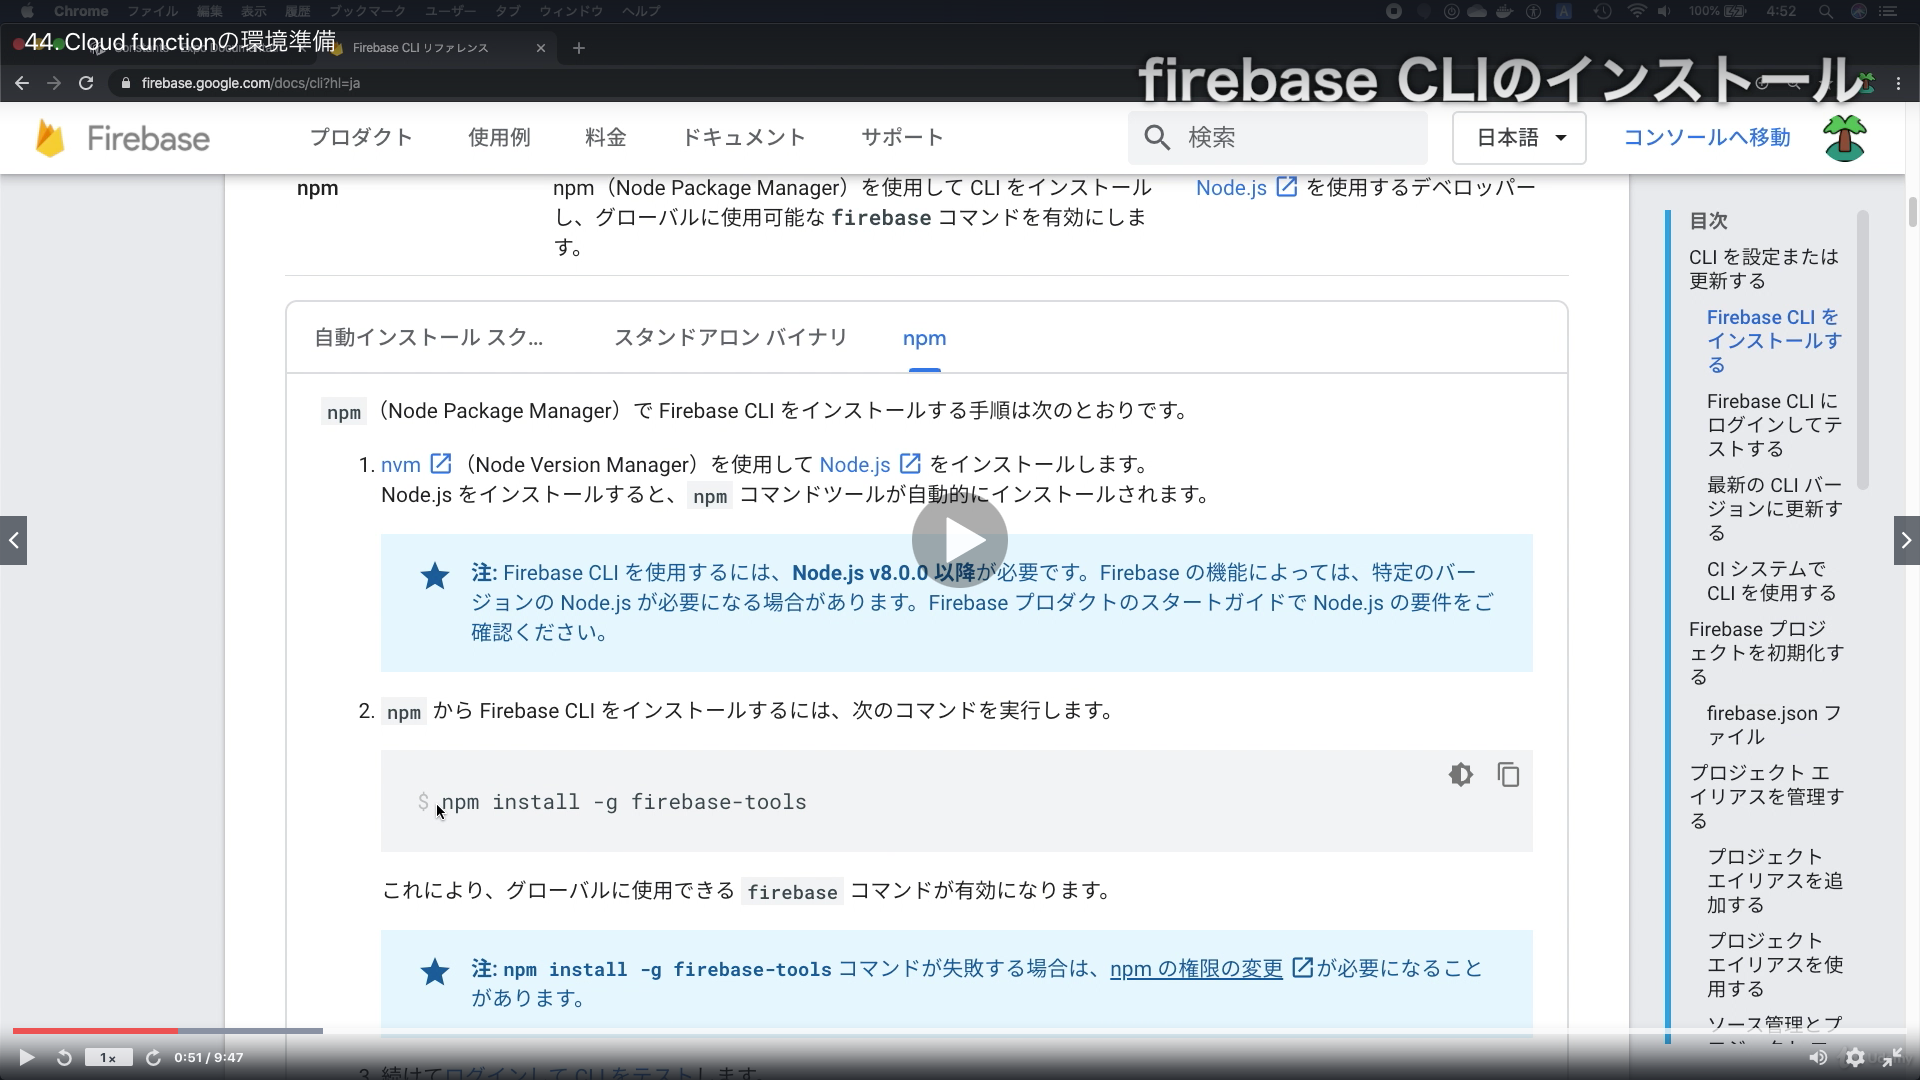 Chrome ファイル 編集 表示 履歴 ブックマーク ユーザー タブ ウィンドウ ヘルプ
100% 4:52
44. Cloud functionの環境準備
Firebase CLI リファレンス
firebase.google.com/docs/cli?hl=ja
firebase CLIのインストール
Firebase
プロダクト 使用例 料金 ドキュメント サポート
検索
日本語
コンソールへ移動
npm
npm（Node Package Manager）を使用して CLI をインストール
し、グローバルに使用可能な firebase コマンドを有効にしま
す。
Node.js を使用するデベロッパー
自動インストール スク...
スタンドアロン バイナリ
npm
npm（Node Package Manager）で Firebase CLI をインストールする手順は次のとおりです。
1. nvm（Node Version Manager）を使用して Node.js をインストールします。
Node.js をインストールすると、npm コマンドツールが自動的にインストールされます。
注: Firebase CLI を使用するには、Node.js v8.0.0 以降が必要です。Firebase の機能によっては、特定のバー
ジョンの Node.js が必要になる場合があります。Firebase プロダクトのスタートガイドで Node.js の要件をご
確認ください。
2. npm から Firebase CLI をインストールするには、次のコマンドを実行します。
$ npm install -g firebase-tools
これにより、グローバルに使用できる firebase コマンドが有効になります。
注: npm install -g firebase-tools コマンドが失敗する場合は、npm の権限の変更が必要になること
があります。
3. 続けてログインして CLI をテストします。
目次
CLI を設定または
更新する
Firebase CLI を
インストールす
る
Firebase CLI に
ログインしてテ
ストする
最新の CLI バー
ジョンに更新す
る
CI システムで
CLI を使用する
Firebase プロジ
ェクトを初期化す
る
firebase.json フ
ァイル
プロジェクト エ
イリアスを管理す
る
プロジェクト
エイリアスを追
加する
プロジェクト
エイリアスを使
用する
ソース管理とプ
1x
0:51 / 9:47